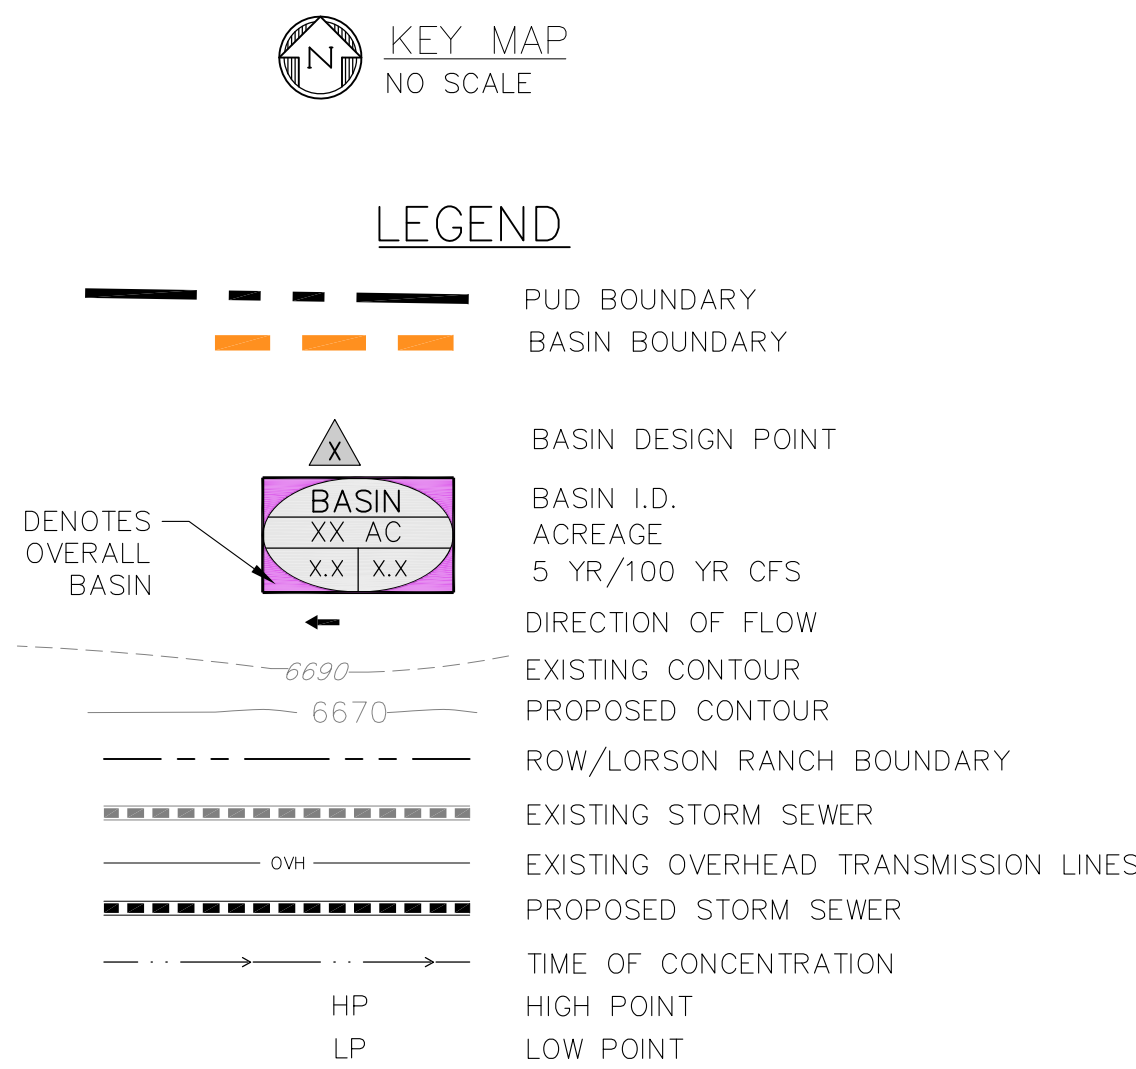 N
KEY MAP
NO SCALE
LEGEND
PUD BOUNDARY
BASIN BOUNDARY
X
BASIN DESIGN POINT
DENOTES
OVERALL
BASIN
BASIN
XX AC
X.X X.X
BASIN I.D.
ACREAGE
5 YR/100 YR CFS
DIRECTION OF FLOW
6690
EXISTING CONTOUR
6670
PROPOSED CONTOUR
ROW/LORSON RANCH BOUNDARY
EXISTING STORM SEWER
OVH
EXISTING OVERHEAD TRANSMISSION LINES
PROPOSED STORM SEWER
TIME OF CONCENTRATION
HP
HIGH POINT
LP
LOW POINT